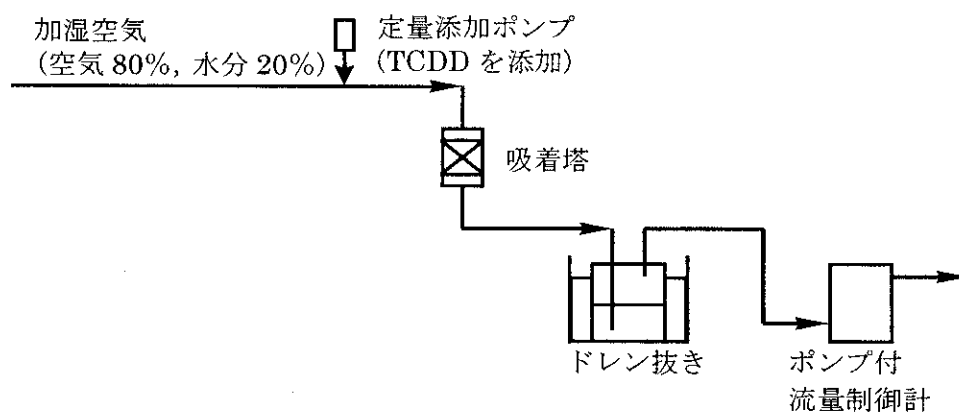 加湿空気
(空気 80%, 水分 20%)
定量添加ポンプ
(TCDD を添加)
吸着塔
ドレン抜き
ポンプ付
流量制御計